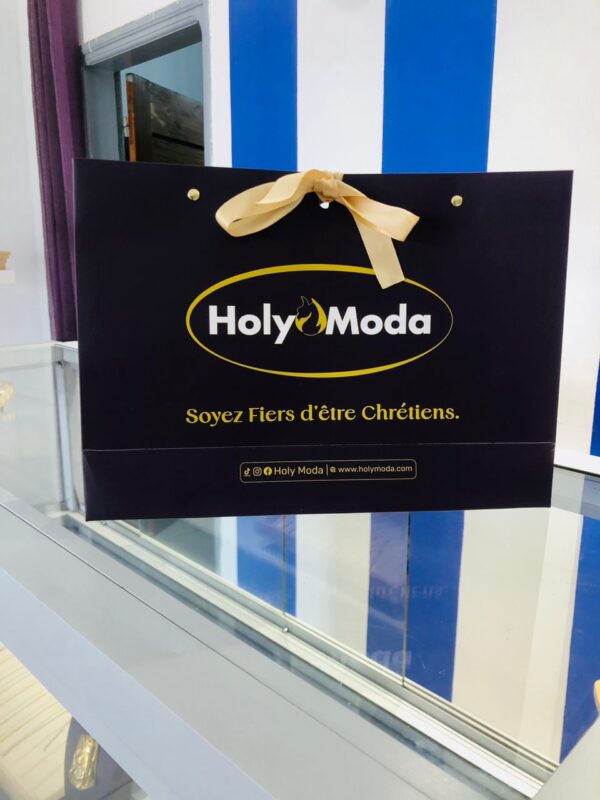 Holy Moda
Soyez Fiers d'être Chrétiens.
Holy Moda | www.holymoda.com